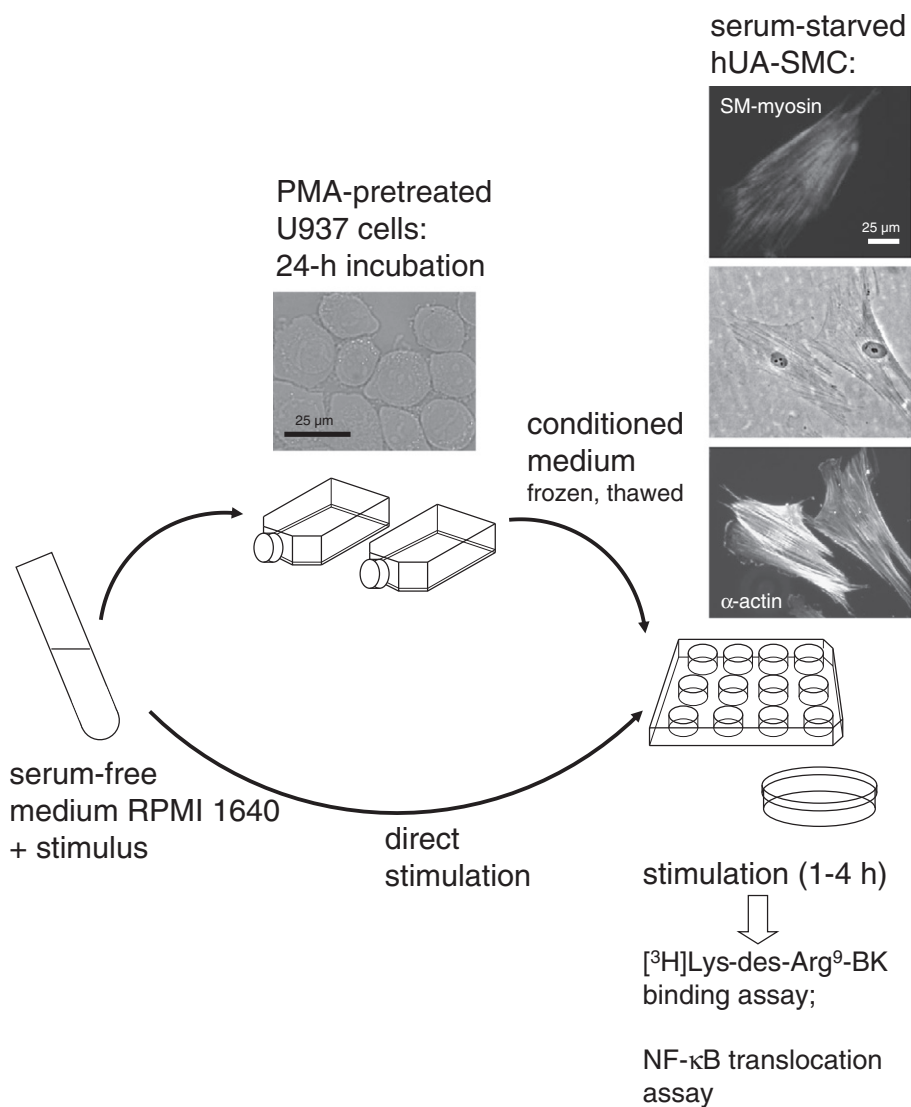 serum-starved
hUA-SMC:
SM-myosin
25 µm
PMA-pretreated
U937 cells:
24-h incubation
25 µm
conditioned
medium
frozen, thawed
α-actin
serum-free
medium RPMI 1640
+ stimulus
direct
stimulation
stimulation (1-4 h)
[³H]Lys-des-Arg⁹-BK
binding assay;
NF-κB translocation
assay